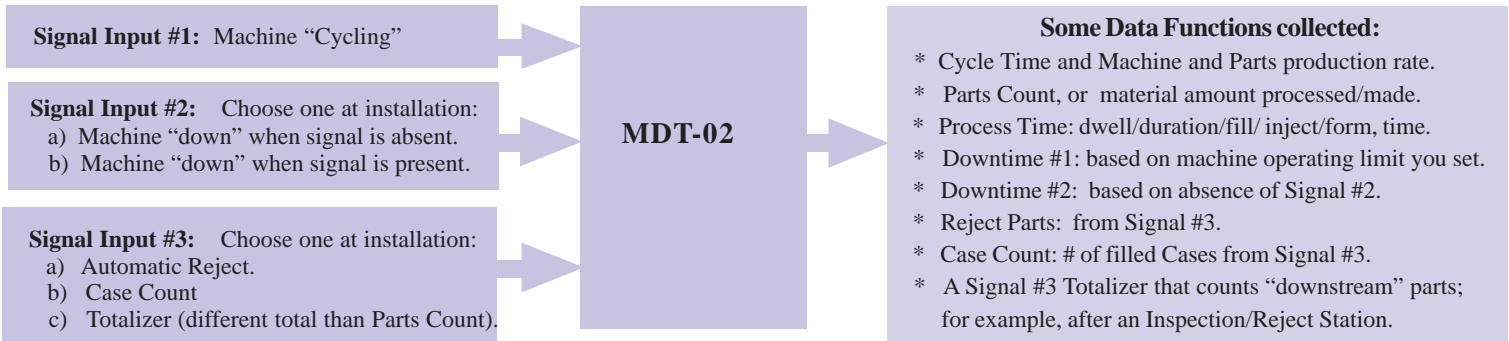 Signal Input #1: Machine “Cycling”
Signal Input #2: Choose one at installation:
a) Machine “down” when signal is absent.
b) Machine “down” when signal is present.
Signal Input #3: Choose one at installation:
a) Automatic Reject.
b) Case Count
c) Totalizer (different total than Parts Count).
MDT-02
Some Data Functions collected:
* Cycle Time and Machine and Parts production rate.
* Parts Count, or material amount processed/made.
* Process Time: dwell/duration/fill/ inject/form, time.
* Downtime #1: based on machine operating limit you set.
* Downtime #2: based on absence of Signal #2.
* Reject Parts: from Signal #3.
* Case Count: # of filled Cases from Signal #3.
* A Signal #3 Totalizer that counts “downstream” parts;
for example, after an Inspection/Reject Station.